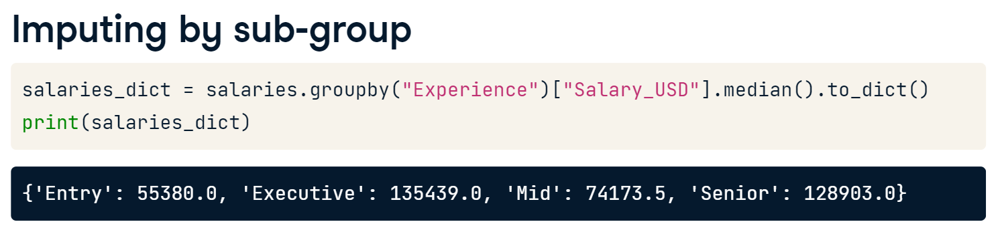 Imputing by sub-group
salaries_dict = salaries.groupby("Experience")["Salary_USD"].median().to_dict()
print(salaries_dict)
{'Entry': 55380.0, 'Executive': 135439.0, 'Mid': 74173.5, 'Senior': 128903.0}